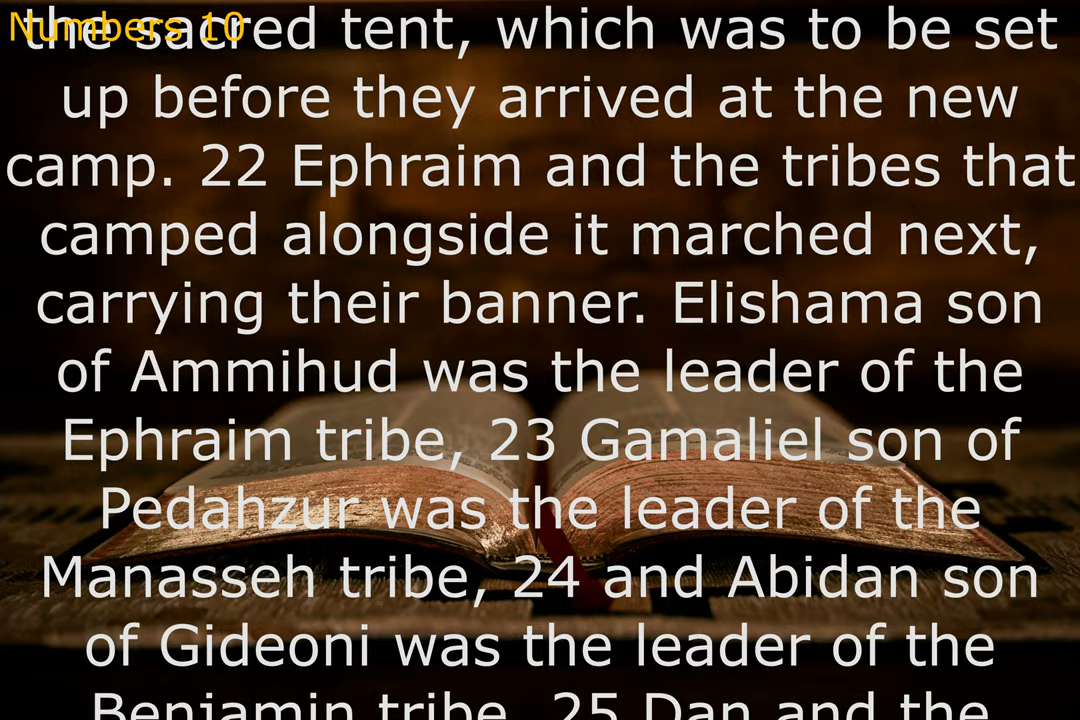 Numbers 10
the sacred tent, which was to be set
up before they arrived at the new
camp. 22 Ephraim and the tribes that
camped alongside it marched next,
carrying their banner. Elishama son
of Ammihud was the leader of the
Ephraim tribe, 23 Gamaliel son of
Pedahzur was the leader of the
Manasseh tribe, 24 and Abidan son
of Gideoni was the leader of the
Benjamin tribe. 25 Dan and the